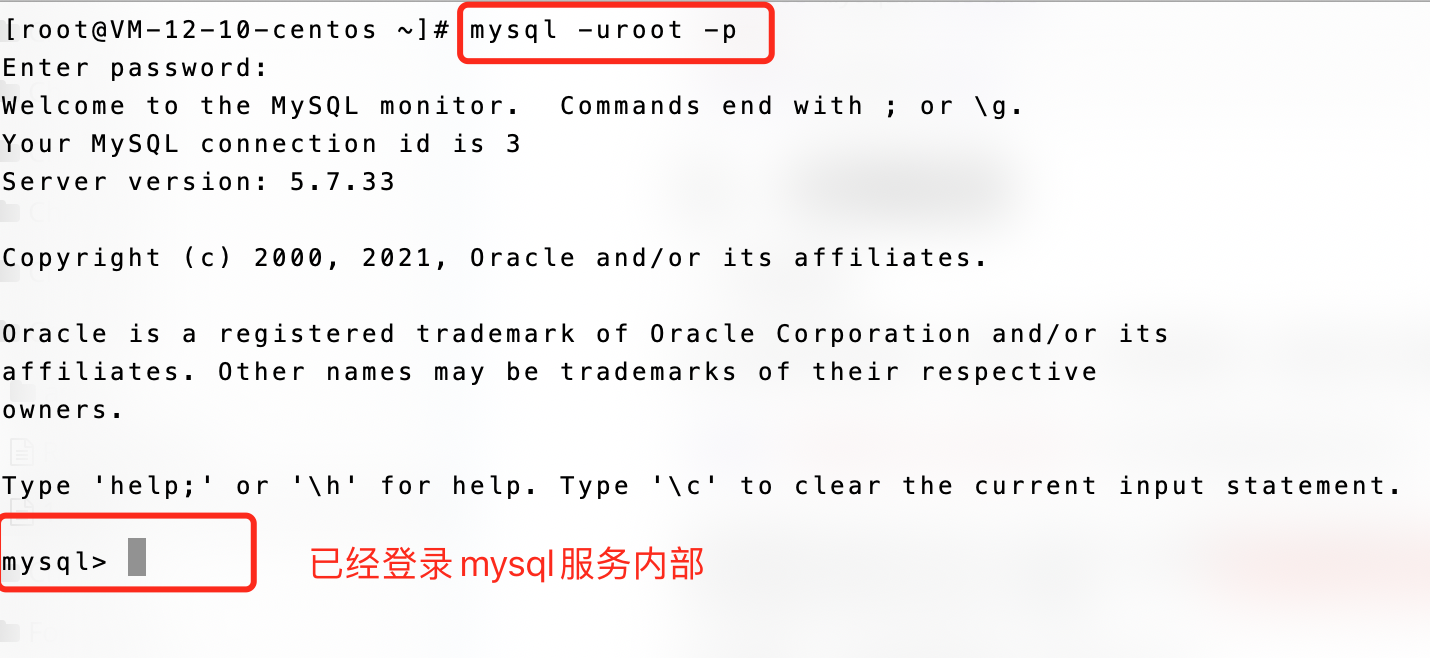 [root@VM-12-10-centos ~]# mysql -uroot -p
Enter password:
Welcome to the MySQL monitor.  Commands end with ; or \g.
Your MySQL connection id is 3
Server version: 5.7.33
Copyright (c) 2000, 2021, Oracle and/or its affiliates.
Oracle is a registered trademark of Oracle Corporation and/or its
affiliates. Other names may be trademarks of their respective
owners.
Type 'help;' or '\h' for help. Type '\c' to clear the current input statement.
mysql> 已经登录mysql服务内部